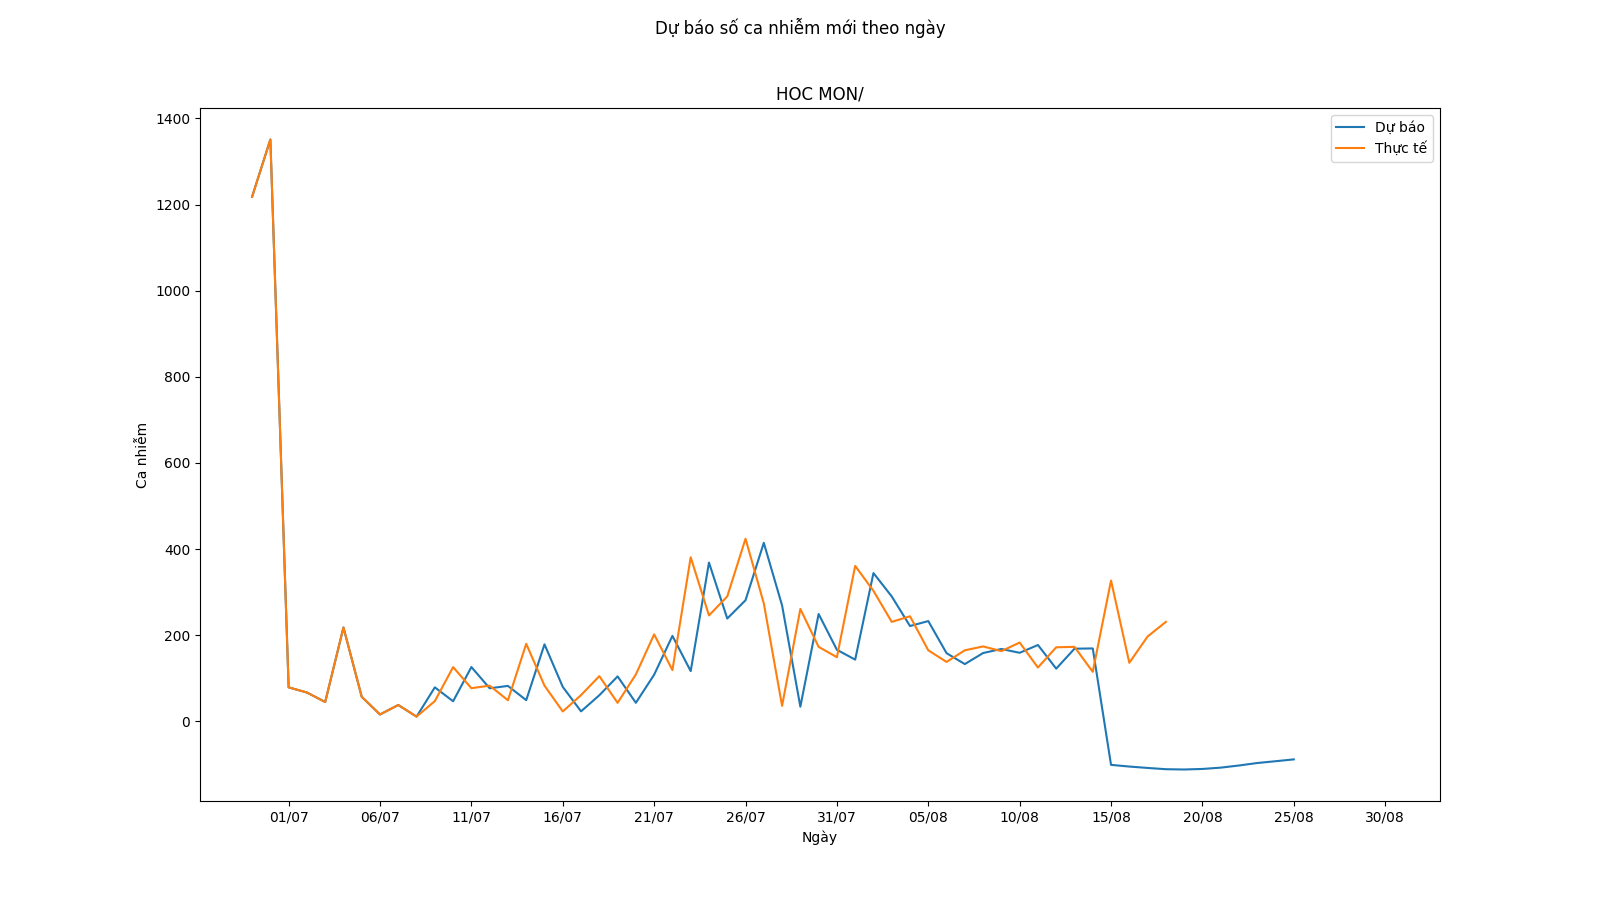 Dự báo số ca nhiễm mới theo ngày
HOC MON/
Dự báo
Thực tế
Ca nhiễm
1400
1200
1000
800
600
400
200
0
01/07 06/07 11/07 16/07 21/07 26/07 31/07 05/08 10/08 15/08 20/08 25/08 30/08
Ngày